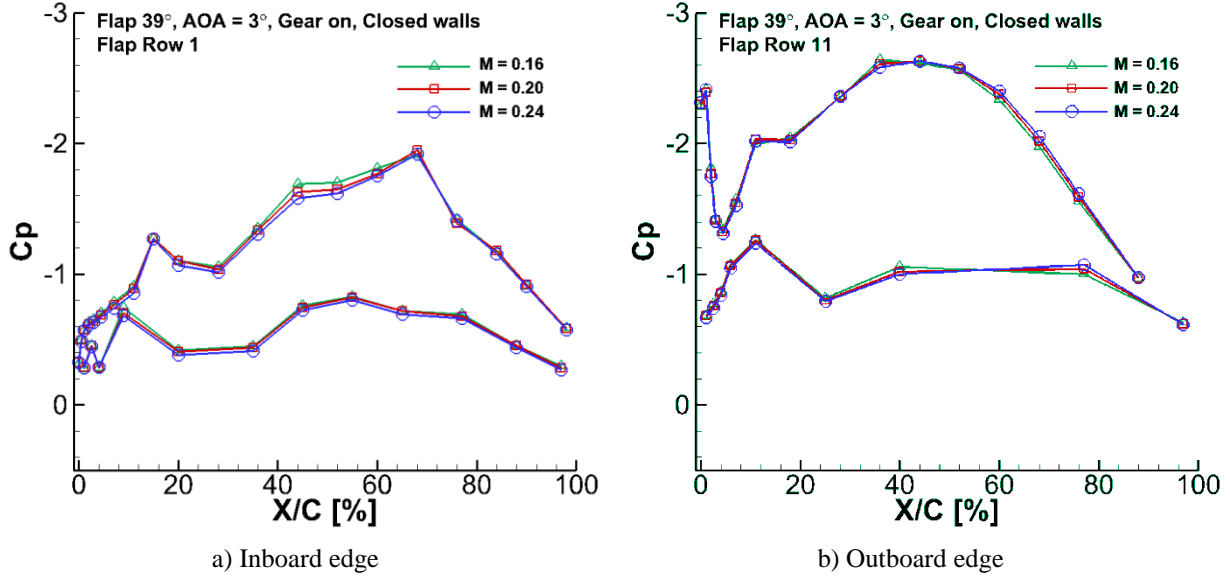 Flap 39°, AOA = 3°, Gear on, Closed walls
Flap Row 1
M = 0.16
M = 0.20
M = 0.24
-3
-2
-1
0
Cp
0 20 40 60 80 100
X/C [%]
a) Inboard edge
Flap 39°, AOA = 3°, Gear on, Closed walls
Flap Row 11
M = 0.16
M = 0.20
M = 0.24
-3
-2
-1
0
Cp
0 20 40 60 80 100
X/C [%]
b) Outboard edge